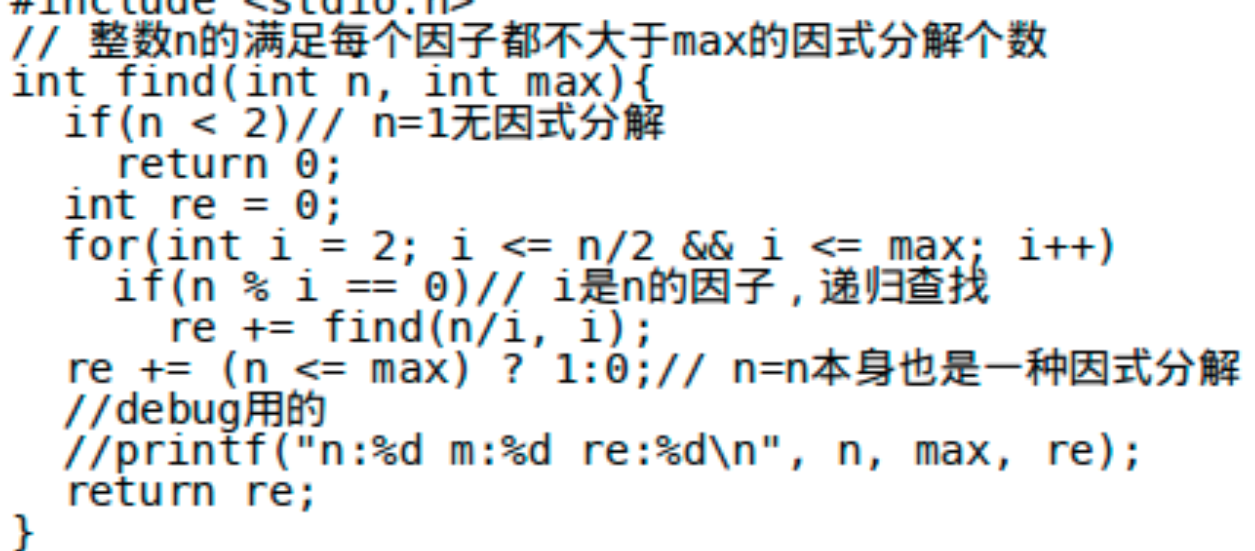 #include <stdio.h>
// 整数n的满足每个因子都不大于max的因式分解个数
int find(int n, int max){
  if(n < 2)// n=1无因式分解
    return 0;
  int re = 0;
  for(int i = 2; i <= n/2 && i <= max; i++)
    if(n % i == 0)// i是n的因子，递归查找
      re += find(n/i, i);
  re += (n <= max) ? 1:0;// n=n本身也是一种因式分解
  //debug用的
  //printf("n:%d m:%d re:%d\n", n, max, re);
  return re;
}